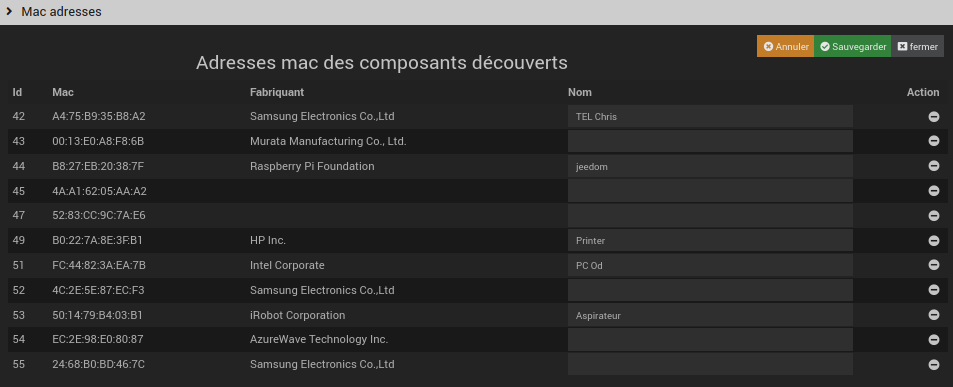 Mac adresses
Annuler Sauvegarder fermer
Adresses mac des composants découverts
Id Mac Fabriquant Nom Action
42 A4:75:B9:35:B8:A2 Samsung Electronics Co.,Ltd TEL Chris
43 00:13:E0:A8:F8:6B Murata Manufacturing Co., Ltd.
44 B8:27:EB:20:38:7F Raspberry Pi Foundation jeedom
45 4A:A1:62:05:AA:A2
47 52:83:CC:9C:7A:E6
49 B0:22:7A:8E:3F:B1 HP Inc. Printer
51 FC:44:82:3A:EA:7B Intel Corporate PC Od
52 4C:2E:5E:87:EC:F3 Samsung Electronics Co.,Ltd
53 50:14:79:B4:03:B1 iRobot Corporation Aspirateur
54 EC:2E:98:E0:80:87 AzureWave Technology Inc.
55 24:68:B0:BD:46:7C Samsung Electronics Co.,Ltd